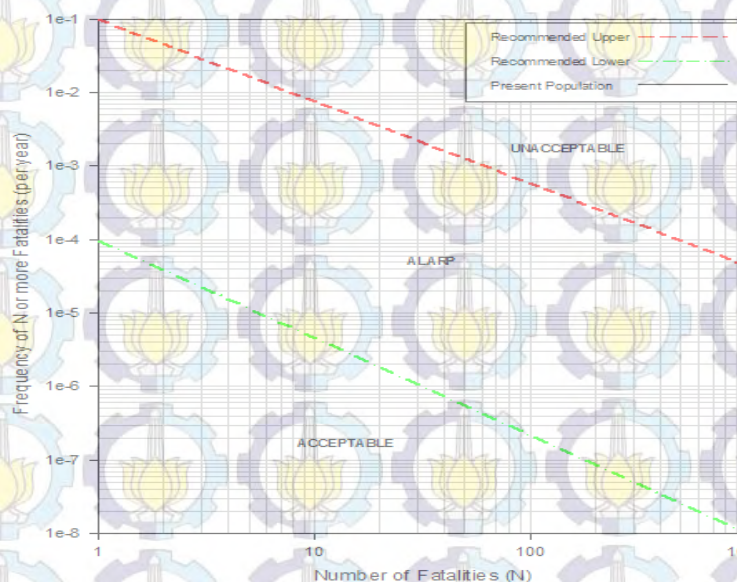 Frequency of N or more Fatalities (per year)
1e-1
1e-2
1e-3
1e-4
1e-5
1e-6
1e-7
1e-8
Recommended Upper
Recommended Lower
Present Population
UNACCEPTABLE
ALARP
ACCEPTABLE
1
10
100
Number of Fatalities (N)